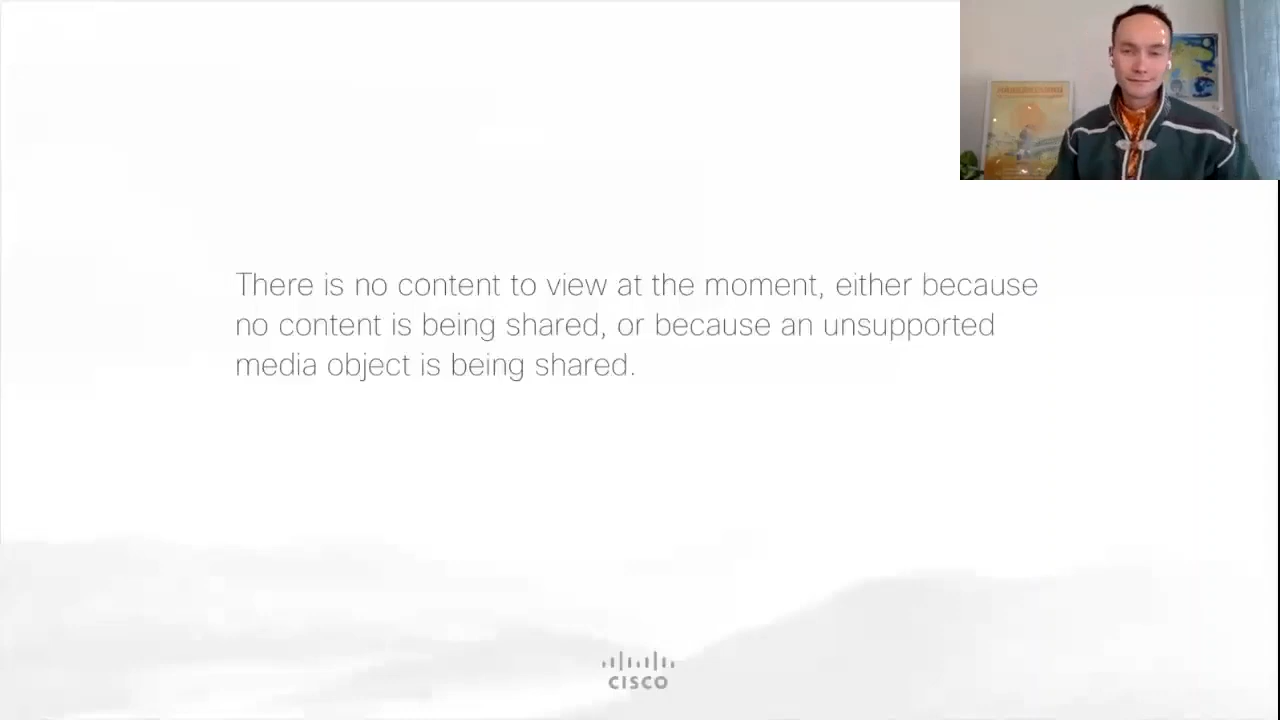 There is no content to view at the moment, either because
no content is being shared, or because an unsupported
media object is being shared.
CISCO